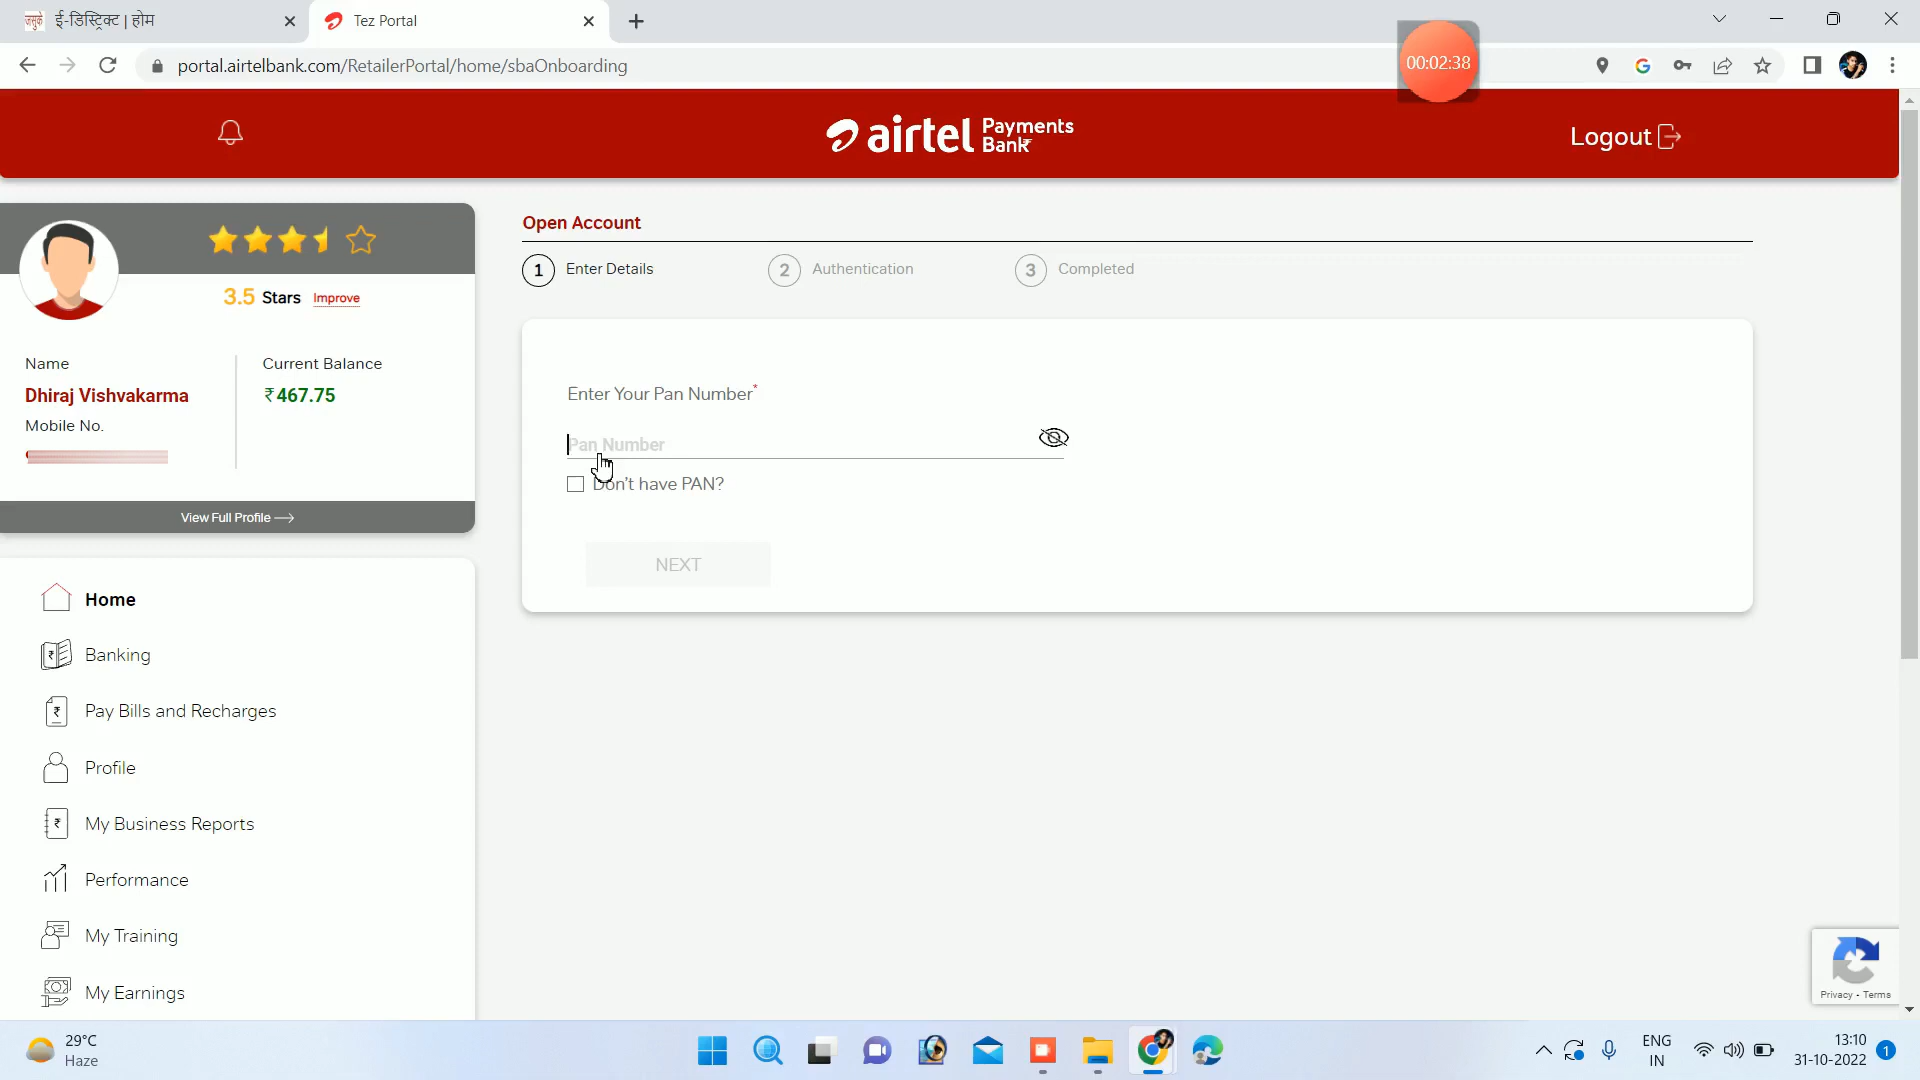 ई-डिस्ट्रिक्ट | होम
Tez Portal
portal.airtelbank.com/RetailerPortal/home/sbaOnboarding
00:02:38
airtel Payments Bank
Logout
3.5 Stars Improve
Name
Current Balance
Dhiraj Vishvakarma
₹467.75
Mobile No.
View Full Profile
Home
Banking
Pay Bills and Recharges
Profile
My Business Reports
Performance
My Training
My Earnings
Open Account
1 Enter Details
2 Authentication
3 Completed
Enter Your Pan Number*
Pan Number
Don't have PAN?
NEXT
Privacy - Terms
29°C
Haze
ENG
IN
13:10
31-10-2022
1